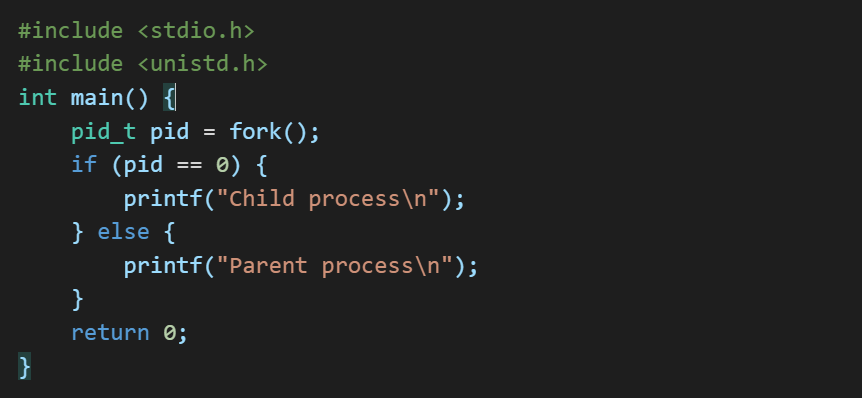 #include <stdio.h>
#include <unistd.h>
int main() {
    pid_t pid = fork();
    if (pid == 0) {
        printf("Child process\n");
    } else {
        printf("Parent process\n");
    }
    return 0;
}